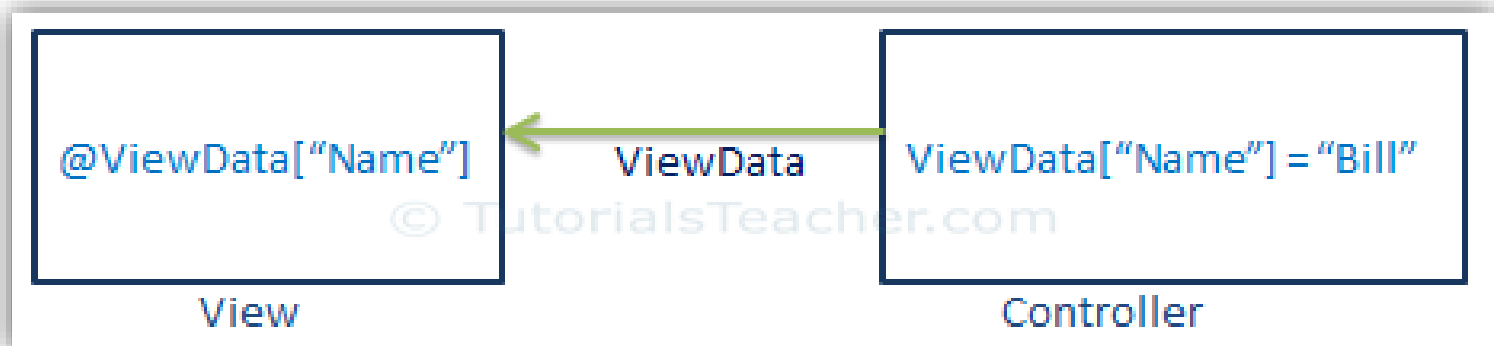 @ViewData[“Name”]
ViewData
ViewData[“Name”] = “Bill”
© TutorialsTeacher.com
View
Controller